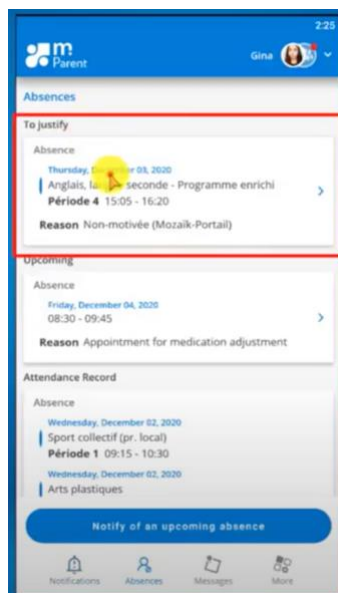 2:25
m
Parent
Gina
Absences
To justify
Absence
Thursday, December 03, 2020
Anglais, seconde - Programme enrichi
Période 4 15:05 - 16:20
Reason Non-motivée (Mozaïk-Portail)
Upcoming
Absence
Friday, December 04, 2020
08:30 - 09:45
Reason Appointment for medication adjustment
Attendance Record
Absence
Wednesday, December 02, 2020
Sport collectif (pr. local)
Période 1 09:15 - 10:30
Wednesday, December 02, 2020
Arts plastiques
Notify of an upcoming absence
Notifications
Absences
Messages
More